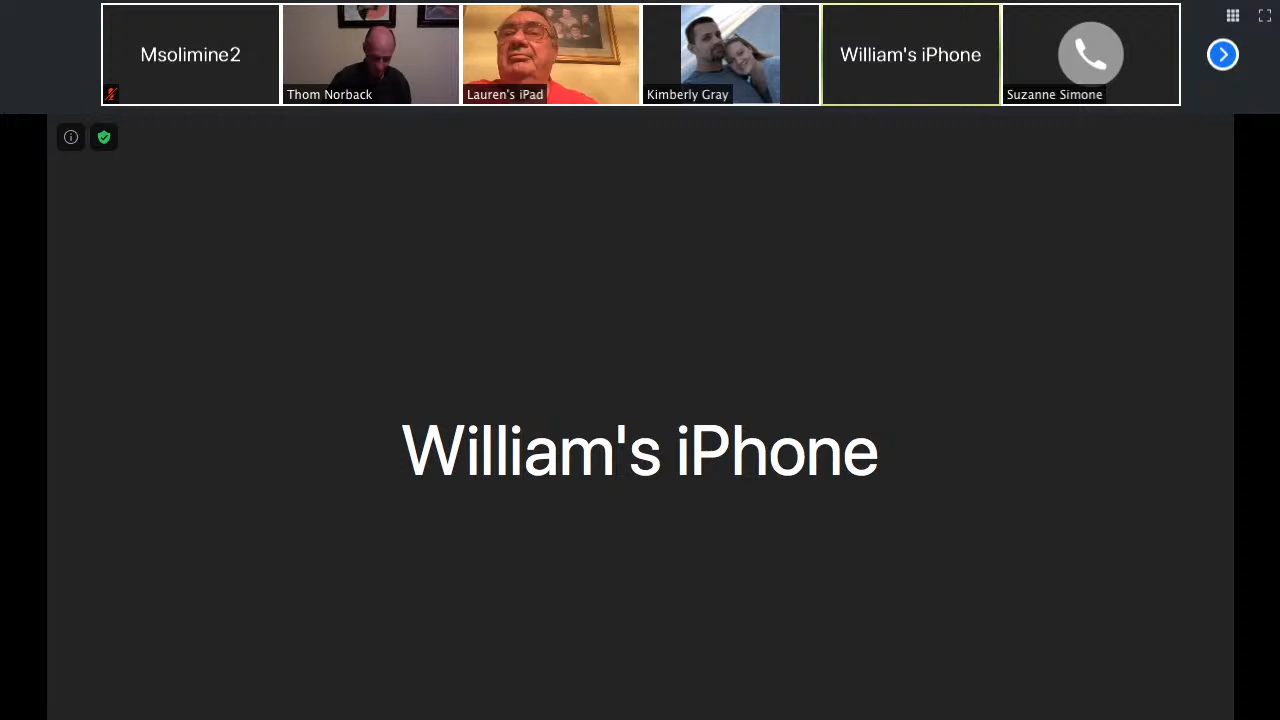 Msolimine2
Thom Norback
Lauren's iPad
Kimberly Gray
William's iPhone
Suzanne Simone
William's iPhone